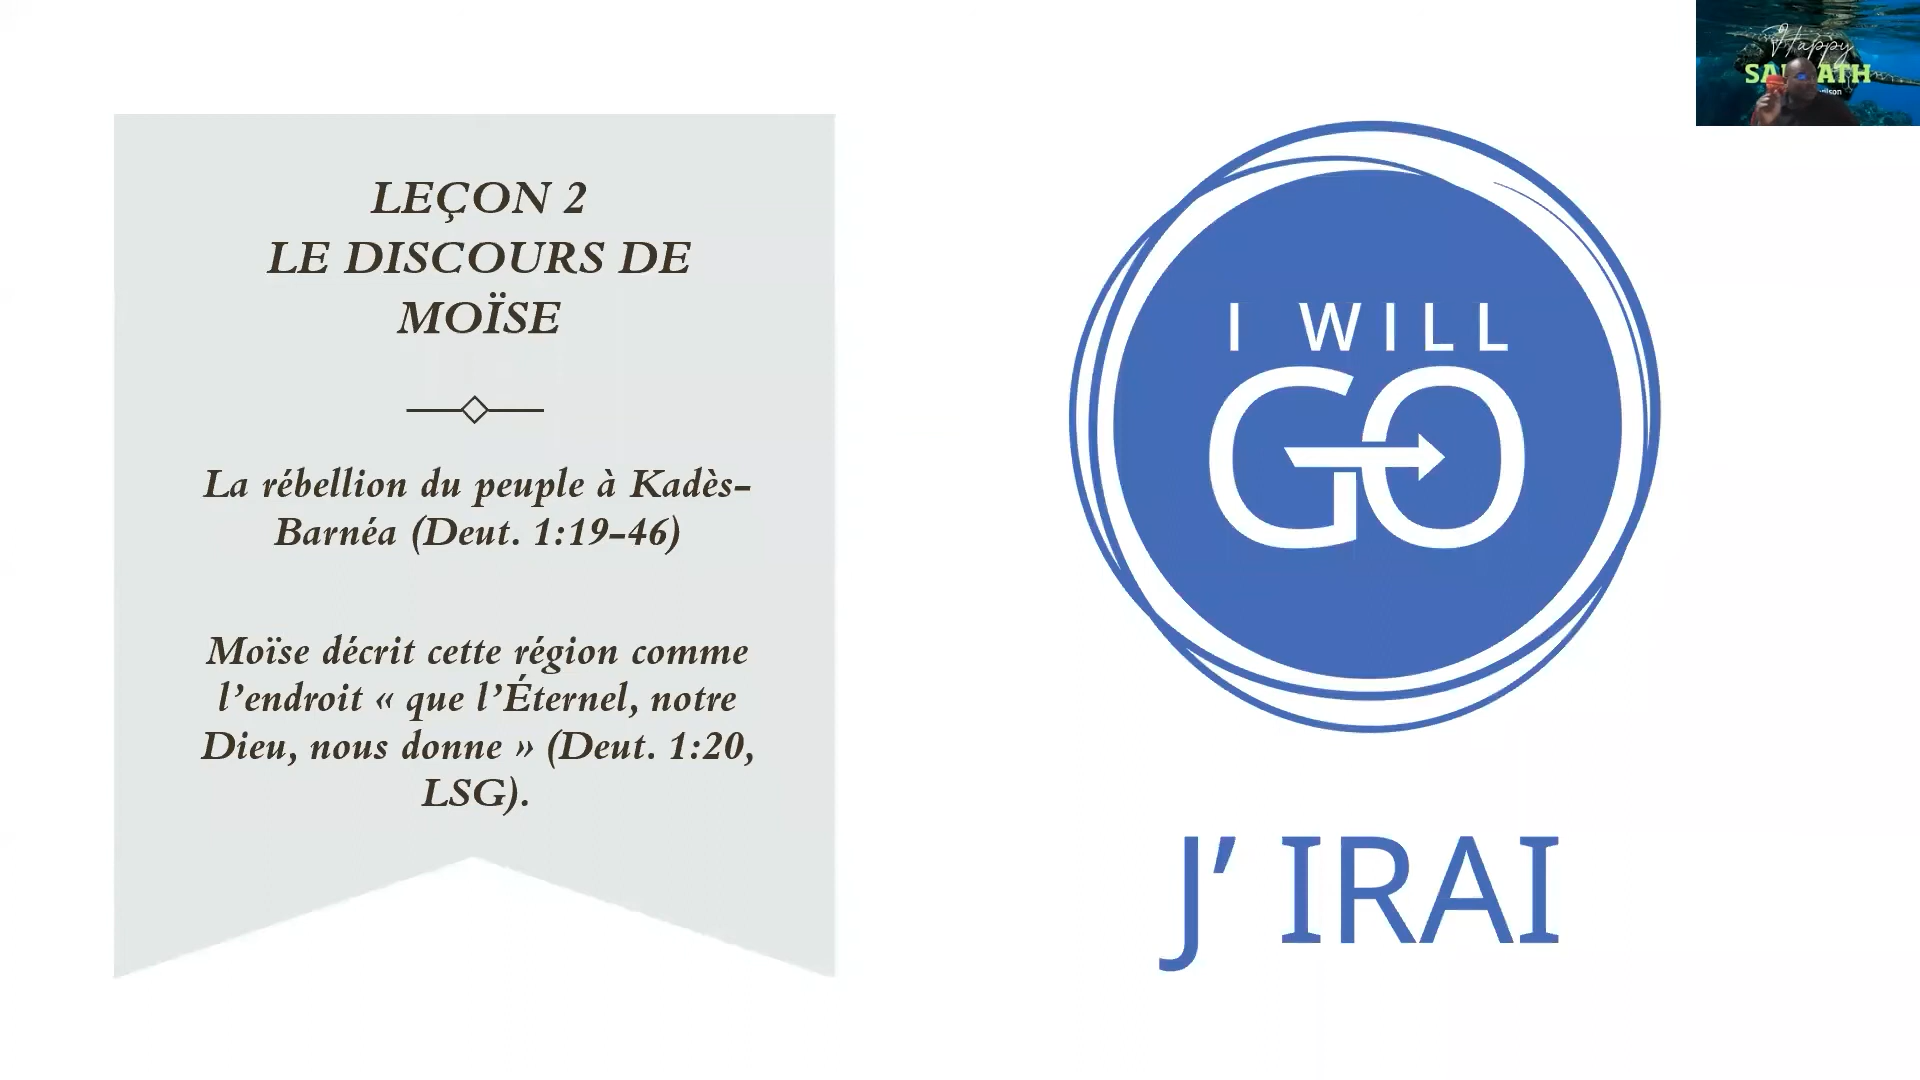 LEÇON 2
LE DISCOURS DE
MOÏSE
La rébellion du peuple à Kadès-
Barnéa (Deut. 1:19-46)
Moïse décrit cette région comme
l’endroit « que l’Éternel, notre
Dieu, nous donne » (Deut. 1:20,
LSG).
I WILL
GO
J’ IRAI
Happy